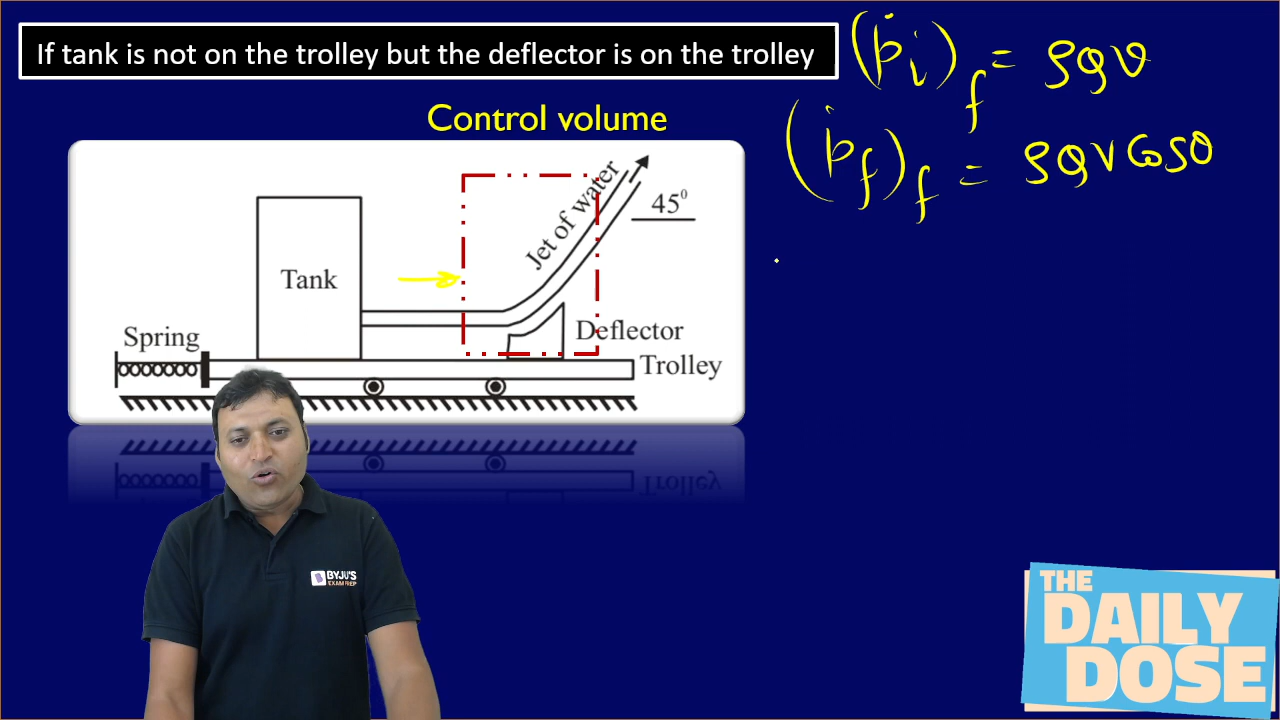 If tank is not on the trolley but the deflector is on the trolley
(ṗi)f = ρQv
(ṗf)f = ρQv Cosθ
Control volume
Jet of water
45⁰
Tank
Deflector
Spring
Trolley
BYJU'S
EXAM PREP
THE
DAILY
DOSE